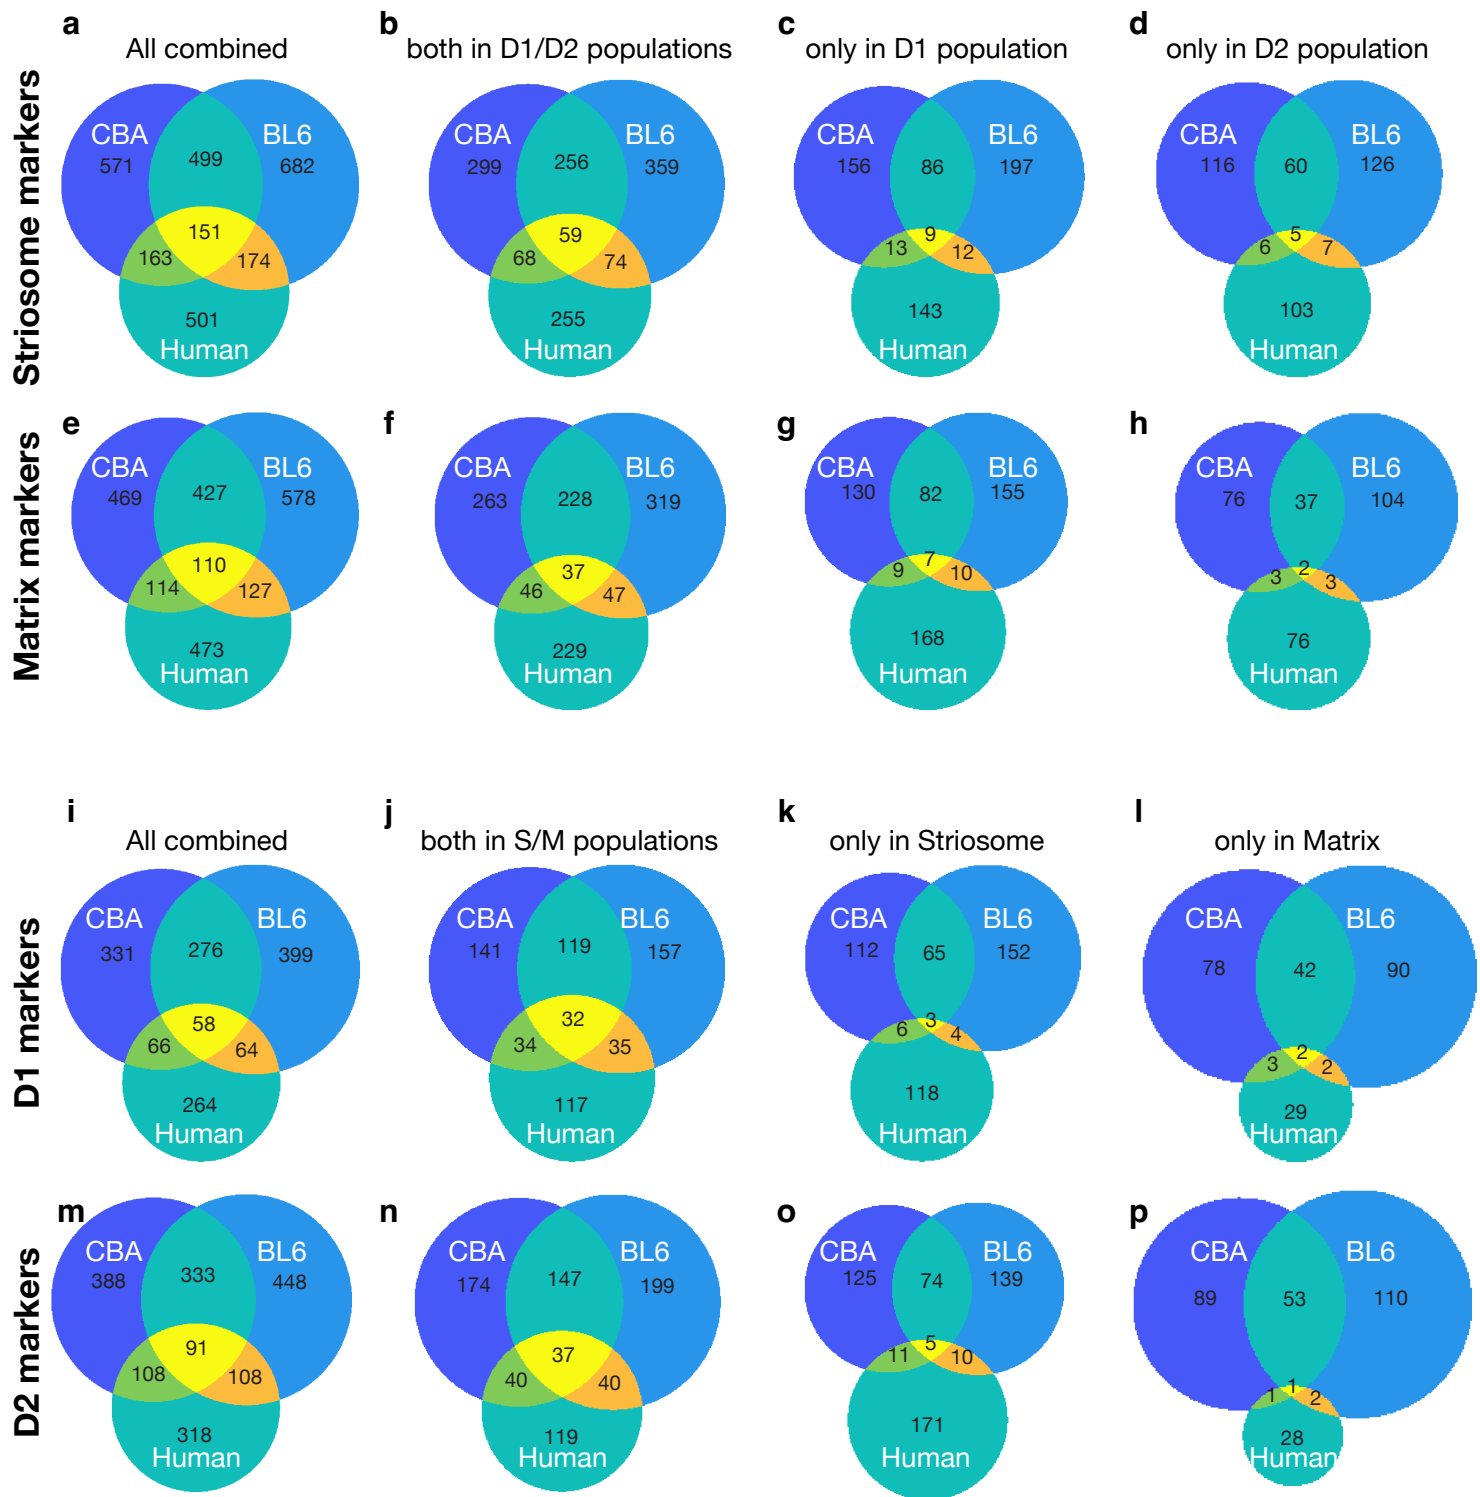 a
All combined
b
both in D1/D2 populations
c
only in D1 population
d
only in D2 population
Striosome markers
CBA
BL6
571
499
682
151
163
174
501
Human
CBA
BL6
299
256
359
59
68
74
255
Human
CBA
BL6
156
86
197
9
13
12
143
Human
CBA
BL6
116
60
126
5
6
7
103
Human
Matrix markers
e
CBA
BL6
469
427
578
110
114
127
473
Human
f
CBA
BL6
263
228
319
37
46
47
229
Human
g
CBA
BL6
130
82
155
7
9
10
168
Human
h
CBA
BL6
76
37
104
2
3
3
76
Human
i
All combined
j
both in S/M populations
k
only in Striosome
l
only in Matrix
D1 markers
CBA
BL6
331
276
399
58
66
64
264
Human
CBA
BL6
141
119
157
32
34
35
117
Human
CBA
BL6
112
65
152
3
6
4
118
Human
CBA
BL6
78
42
90
2
3
2
29
Human
D2 markers
m
CBA
BL6
388
333
448
91
108
108
318
Human
n
CBA
BL6
174
147
199
37
40
40
119
Human
o
CBA
BL6
125
74
139
5
11
10
171
Human
p
CBA
BL6
89
53
110
1
1
2
28
Human